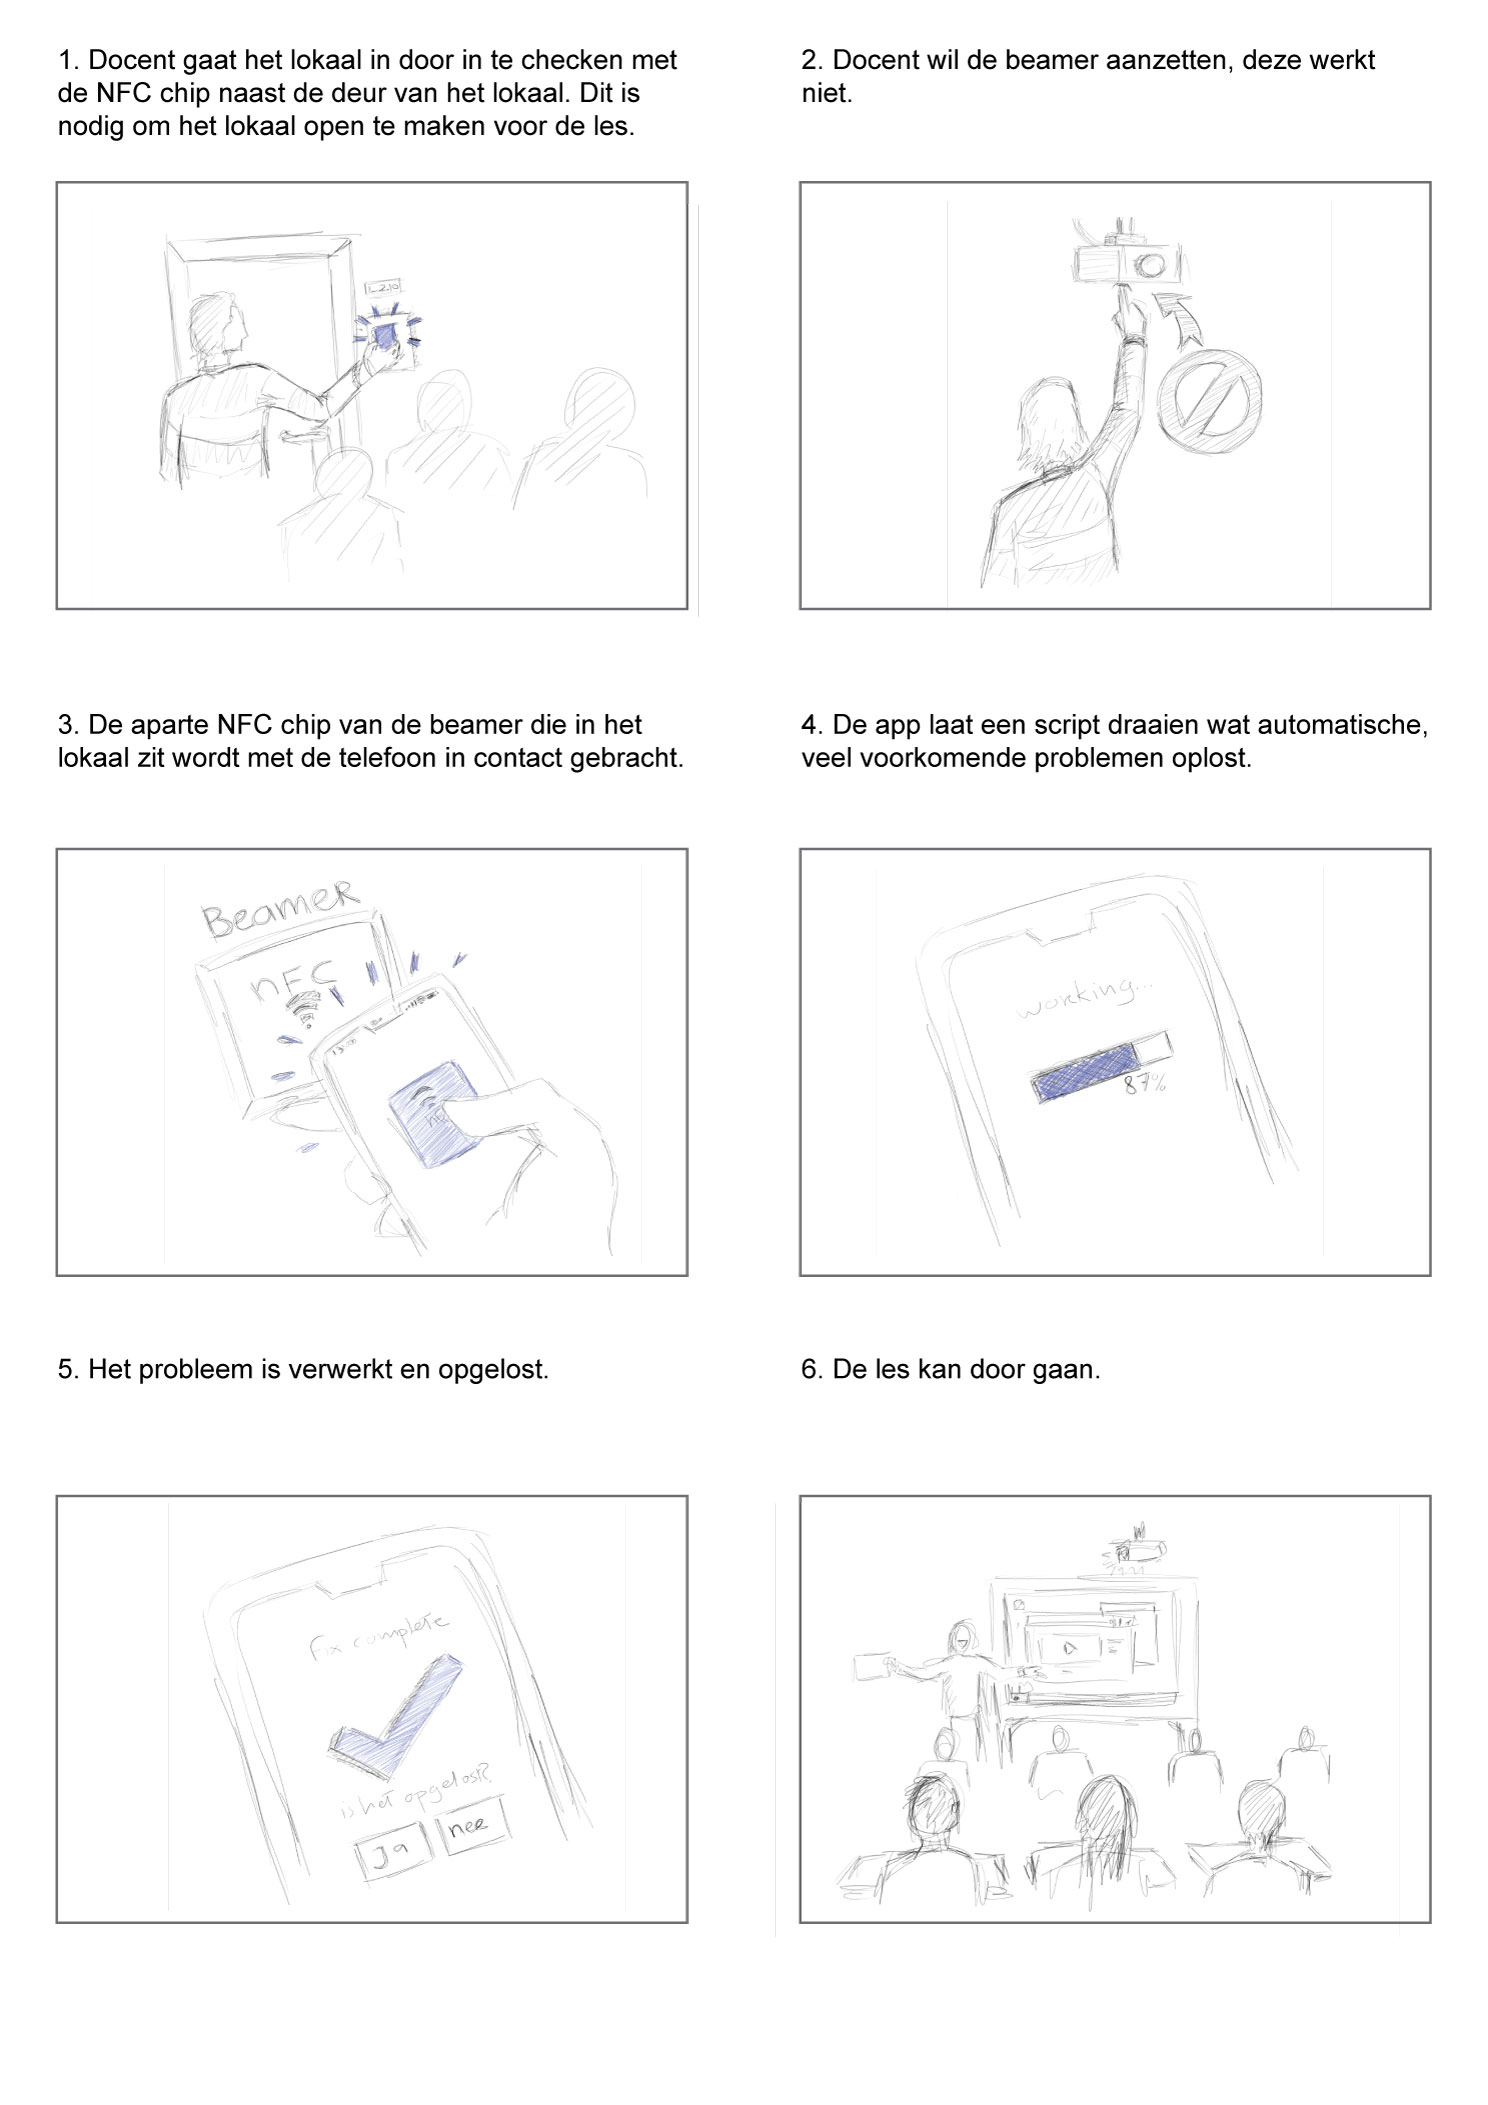 1. Docent gaat het lokaal in door in te checken met
de NFC chip naast de deur van het lokaal. Dit is
nodig om het lokaal open te maken voor de les.
2. Docent wil de beamer aanzetten, deze werkt
niet.
3. De aparte NFC chip van de beamer die in het
lokaal zit wordt met de telefoon in contact gebracht.
Beamer
nFC
4. De app laat een script draaien wat automatische,
veel voorkomende problemen oplost.
working...
87%
5. Het probleem is verwerkt en opgelost.
fix complete
is het opgelost?
Ja nee
6. De les kan door gaan.